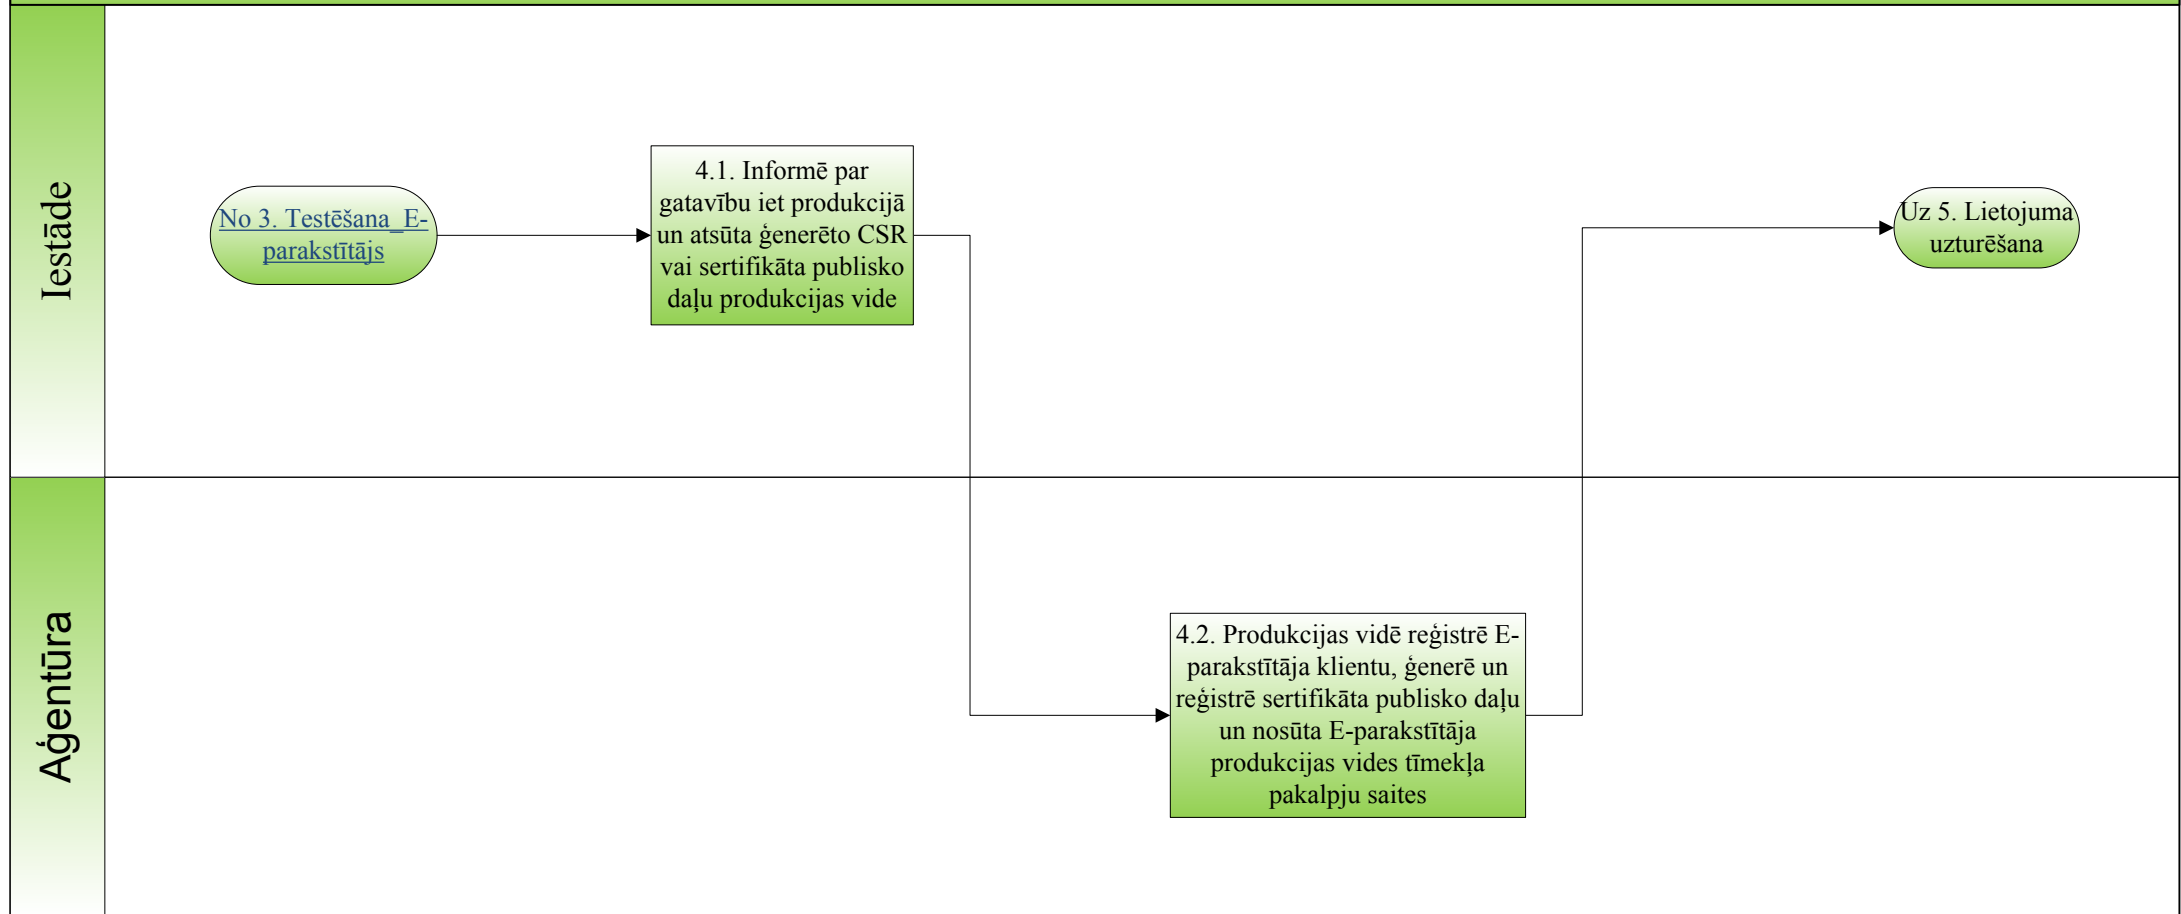 Iestāde
No 3. Testēšana_E-
parakstītājs
4.1. Informē par
gatavību iet produkcijā
un atsūta ģenerēto CSR
vai sertifikāta publisko
daļu produkcijas vide
Uz 5. Lietojuma
uzturēšana
Aģentūra
4.2. Produkcijas vidē reģistrē E-
parakstītāja klientu, ģenerē un
reģistrē sertifikāta publisko daļu
un nosūta E-parakstītāja
produkcijas vides tīmekļa
pakalpju saites